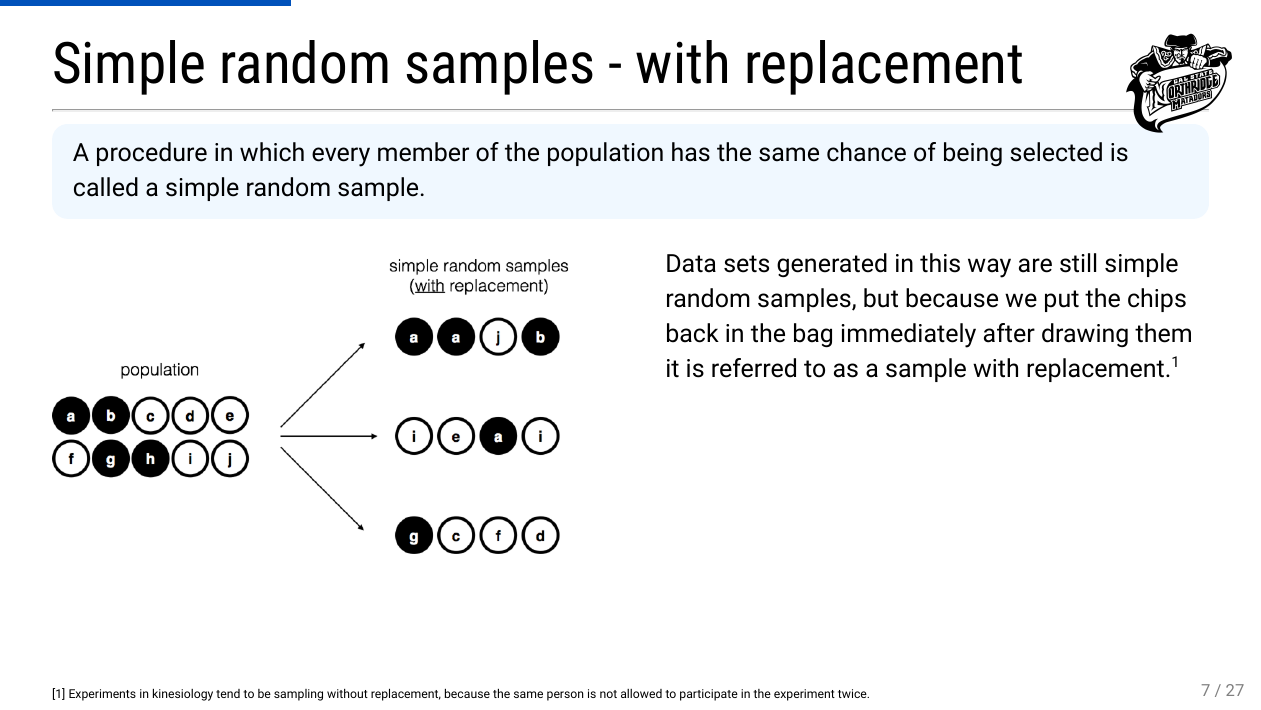 Simple random samples - with replacement
CAL STATE
NORTHRIDGE
MATADORS
A procedure in which every member of the population has the same chance of being selected is
called a simple random sample.
simple random samples
(with replacement)
a a j b
population
a b c d e
f g h i j
i e a i
g c f d
Data sets generated in this way are still simple
random samples, but because we put the chips
back in the bag immediately after drawing them
it is referred to as a sample with replacement.1
[1] Experiments in kinesiology tend to be sampling without replacement, because the same person is not allowed to participate in the experiment twice.
7 / 27